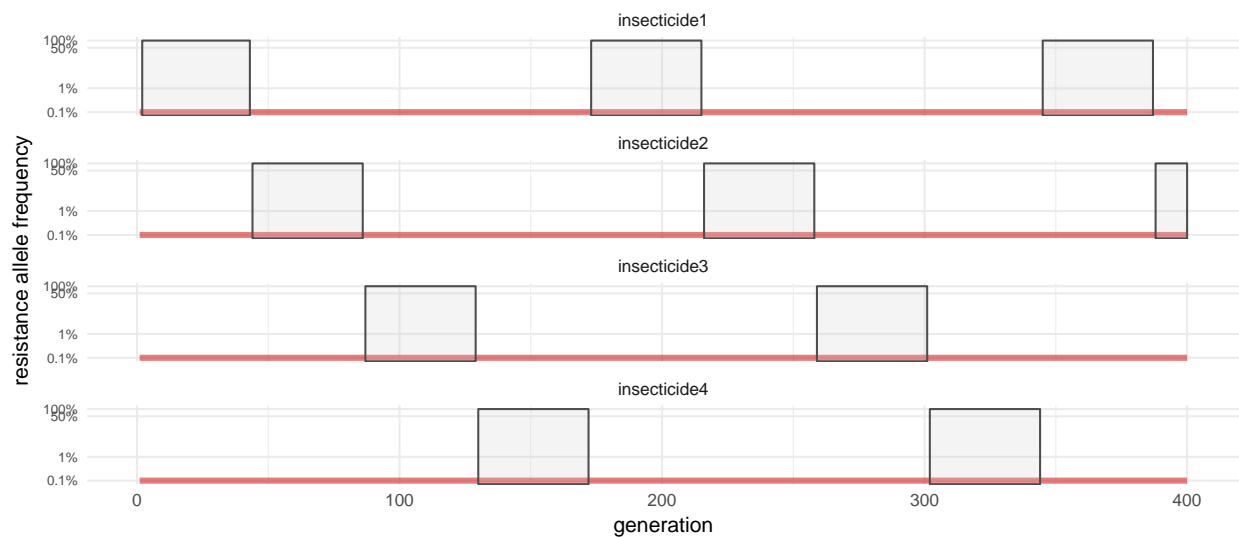 insecticide1
100%
50%
1%
0.1%
insecticide2
100%
50%
1%
0.1%
resistance allele frequency
insecticide3
100%
50%
1%
0.1%
insecticide4
100%
50%
1%
0.1%
0 100 200 300 400
generation